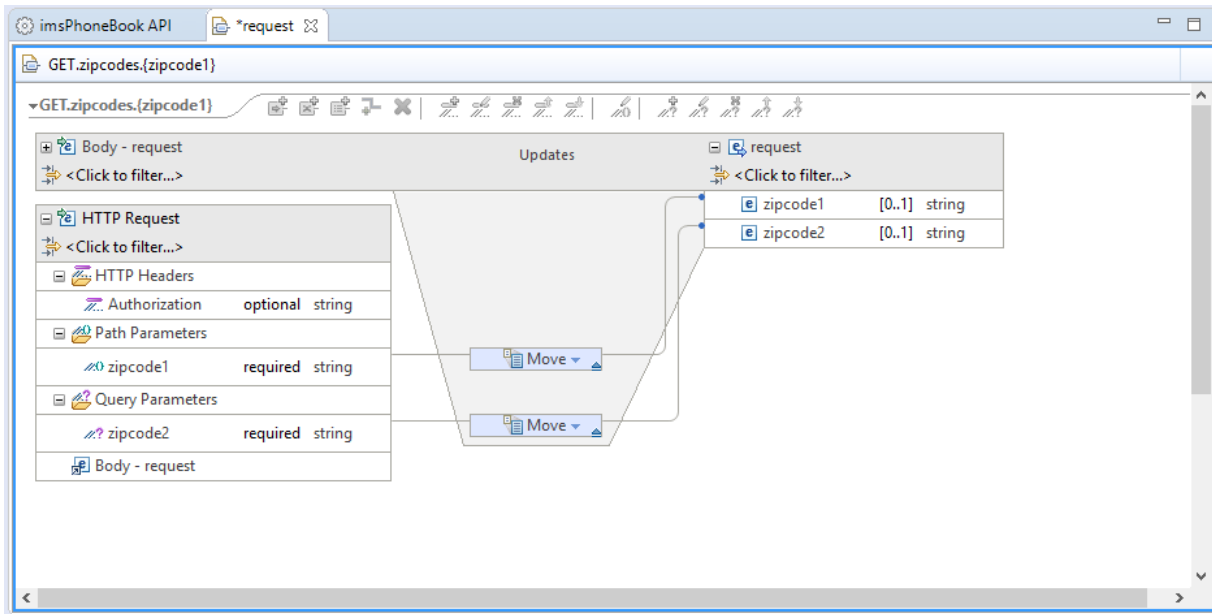 imsPhoneBook API
*request
GET.zipcodes.{zipcode1}
GET.zipcodes.{zipcode1}
Body - request
<Click to filter...>
Updates
request
<Click to filter...>
zipcode1 [0..1] string
zipcode2 [0..1] string
HTTP Request
<Click to filter...>
HTTP Headers
Authorization optional string
Path Parameters
zipcode1 required string
Move
Query Parameters
zipcode2 required string
Move
Body - request